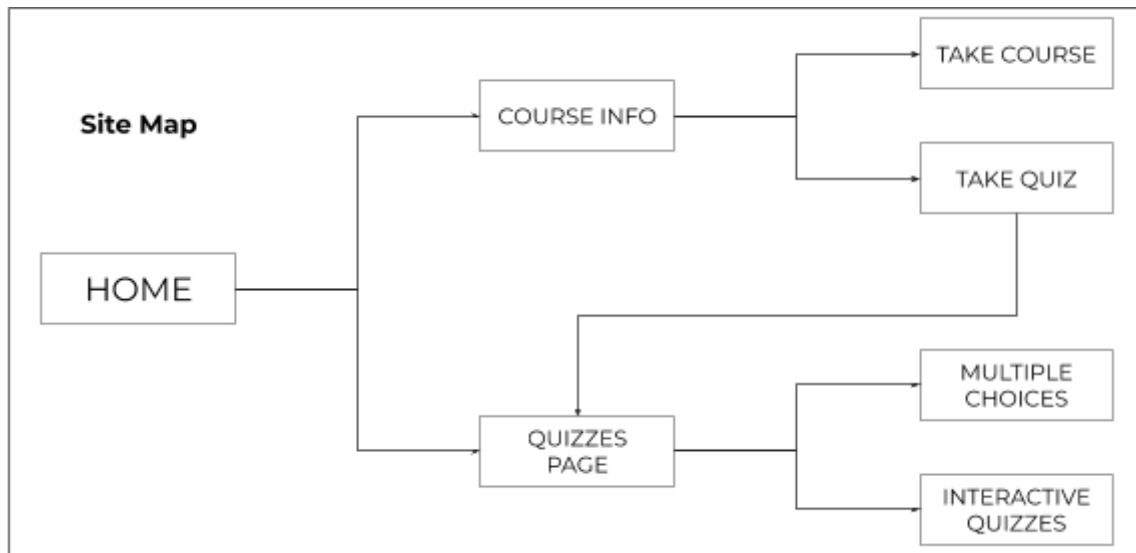 Site Map
HOME
COURSE INFO
TAKE COURSE
TAKE QUIZ
QUIZZES
PAGE
MULTIPLE
CHOICES
INTERACTIVE
QUIZZES